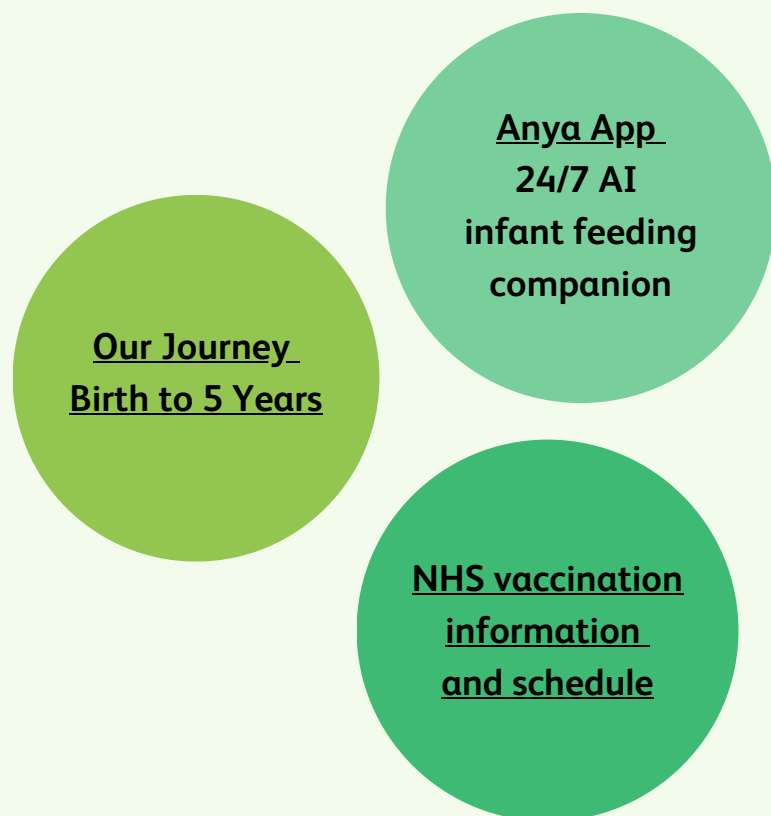 Anya App
24/7 AI
infant feeding
companion
Our Journey
Birth to 5 Years
NHS vaccination
information
and schedule